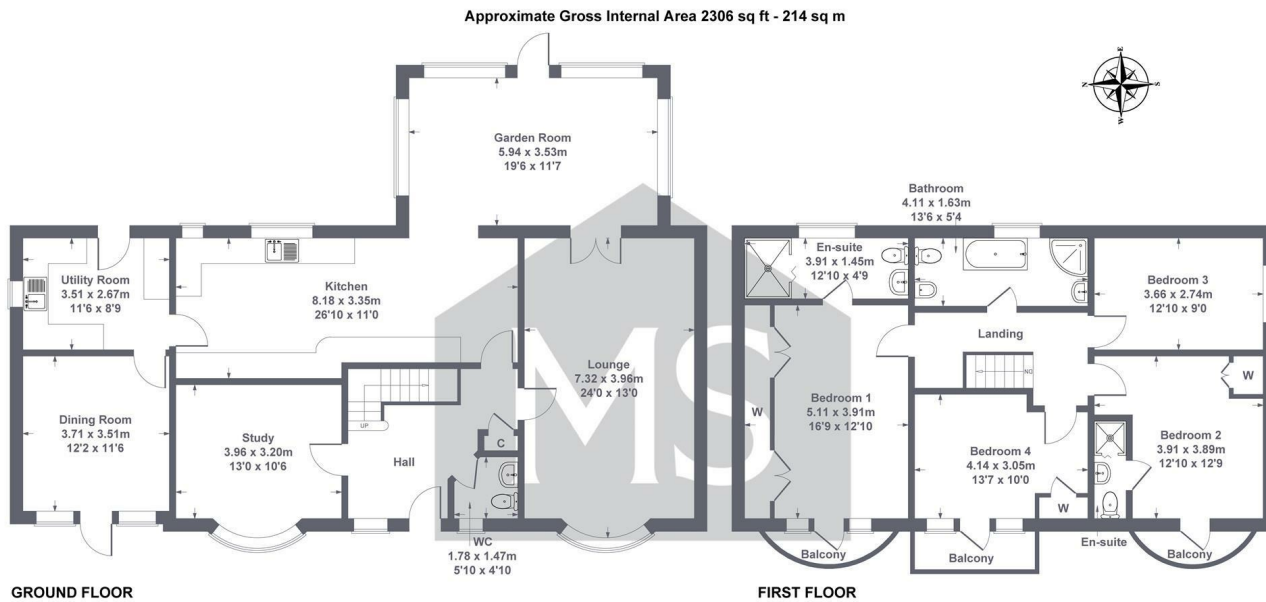 Approximate Gross Internal Area 2306 sq ft - 214 sq m
E
N
S
W
Garden Room
5.94 x 3.53m
19'6 x 11'7
Utility Room
3.51 x 2.67m
11'6 x 8'9
Kitchen
8.18 x 3.35m
26'10 x 11'0
Lounge
7.32 x 3.96m
24'0 x 13'0
Dining Room
3.71 x 3.51m
12'2 x 11'6
Study
3.96 x 3.20m
13'0 x 10'6
UP
Hall
C
WC
1.78 x 1.47m
5'10 x 4'10
MS
GROUND FLOOR
Bathroom
4.11 x 1.63m
13'6 x 5'4
En-suite
3.91 x 1.45m
12'10 x 4'9
Bedroom 3
3.66 x 2.74m
12'10 x 9'0
Landing
DN
W
Bedroom 1
5.11 x 3.91m
16'9 x 12'10
W
Bedroom 4
4.14 x 3.05m
13'7 x 10'0
W
Bedroom 2
3.91 x 3.89m
12'10 x 12'9
En-suite
Balcony
Balcony
Balcony
FIRST FLOOR